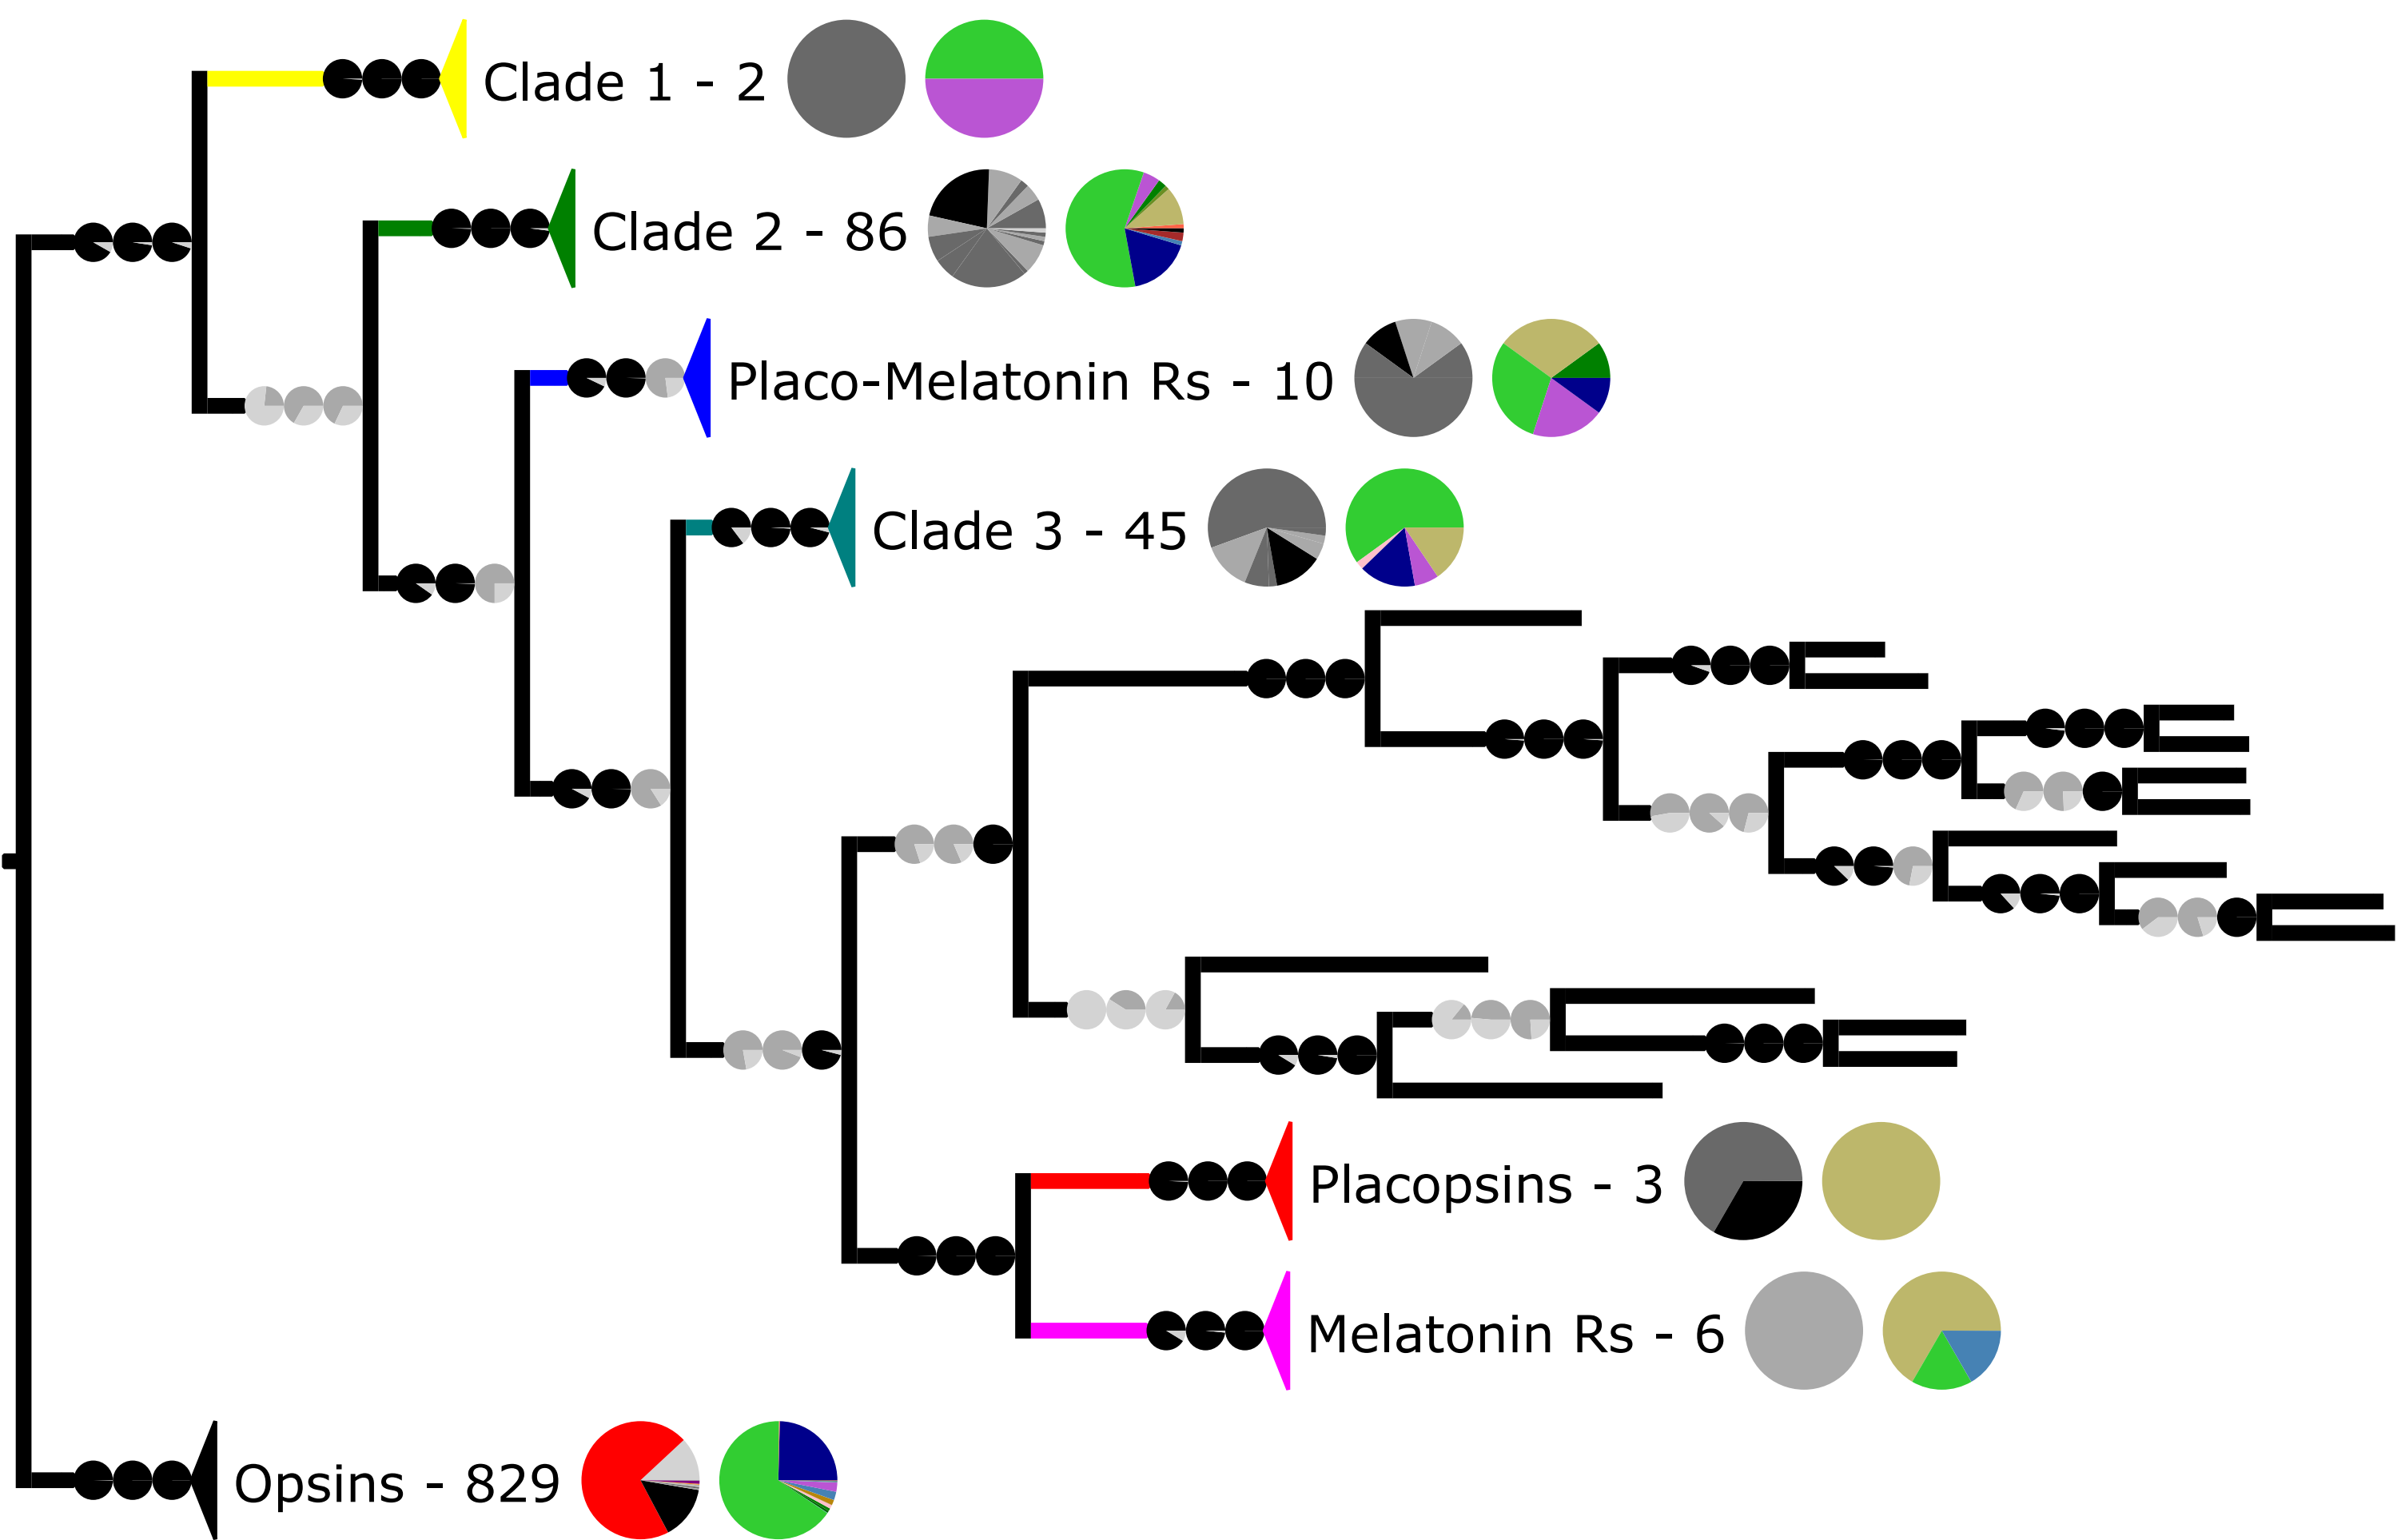 Clade 1 - 2
Clade 2 - 86
Placo-Melatonin Rs - 10
Clade 3 - 45
Placopsins - 3
Melatonin Rs - 6
Opsins - 829